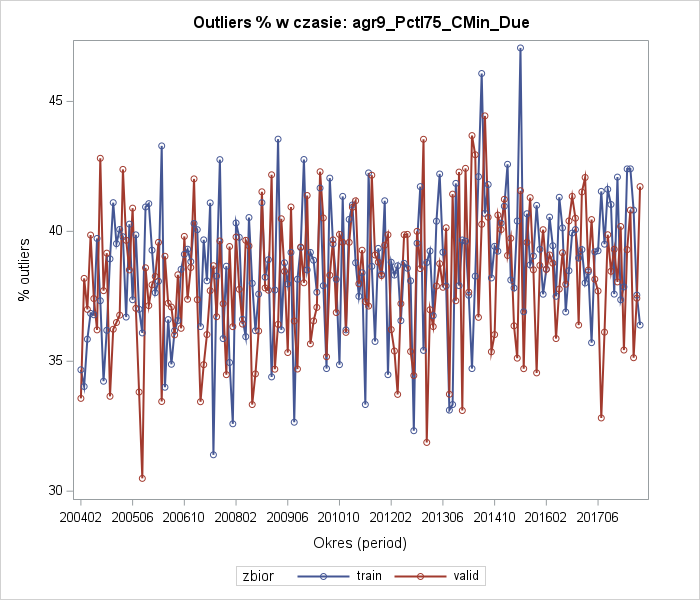 Outliers % w czasie: agr9_Pctl75_CMin_Due
% outliers
45
40
35
30
200402 200506 200610 200802 200906 201010 201202 201306 201410 201602 201706
Okres (period)
zbior train valid